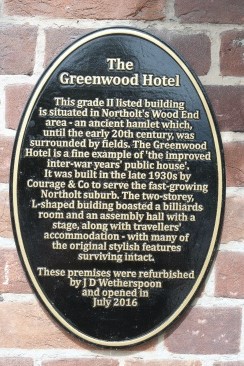 The
Greenwood Hotel
This grade II listed building
is situated in Northolt's Wood End
area - an ancient hamlet which,
until the early 20th century, was
surrounded by fields. The Greenwood
Hotel is a fine example of 'the improved
inter-war years' public house',
It was built in the late 1930s by
Courage & Co to serve the fast-growing
Northolt suburb. The two-storey,
L-shaped building boasted a billiards
room and an assembly hall with a
stage, along with travellers'
accommodation - with many of
the original stylish features
surviving intact.
These premises were refurbished
by J D Wetherspoon
and opened in
July 2016